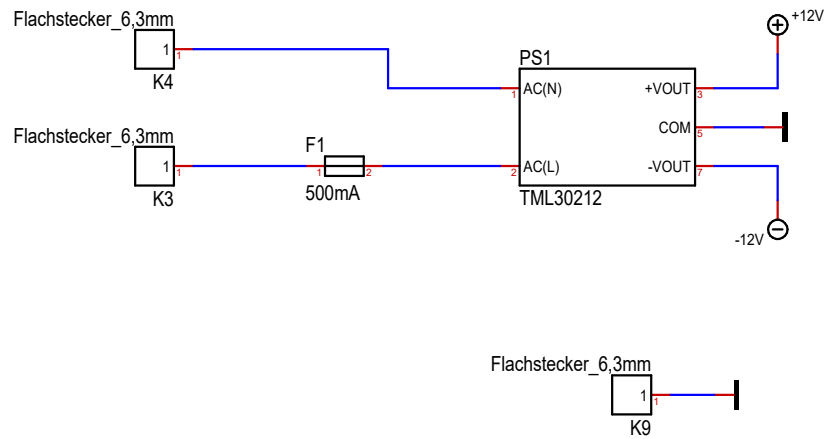 Flachstecker_6,3mm
1
1
K4
Flachstecker_6,3mm
1
1
K3
F1
1
2
500mA
PS1
1
AC(N)
2
AC(L)
+VOUT
3
COM
5
-VOUT
7
TML30212
+12V
-12V
Flachstecker_6,3mm
1
1
K9